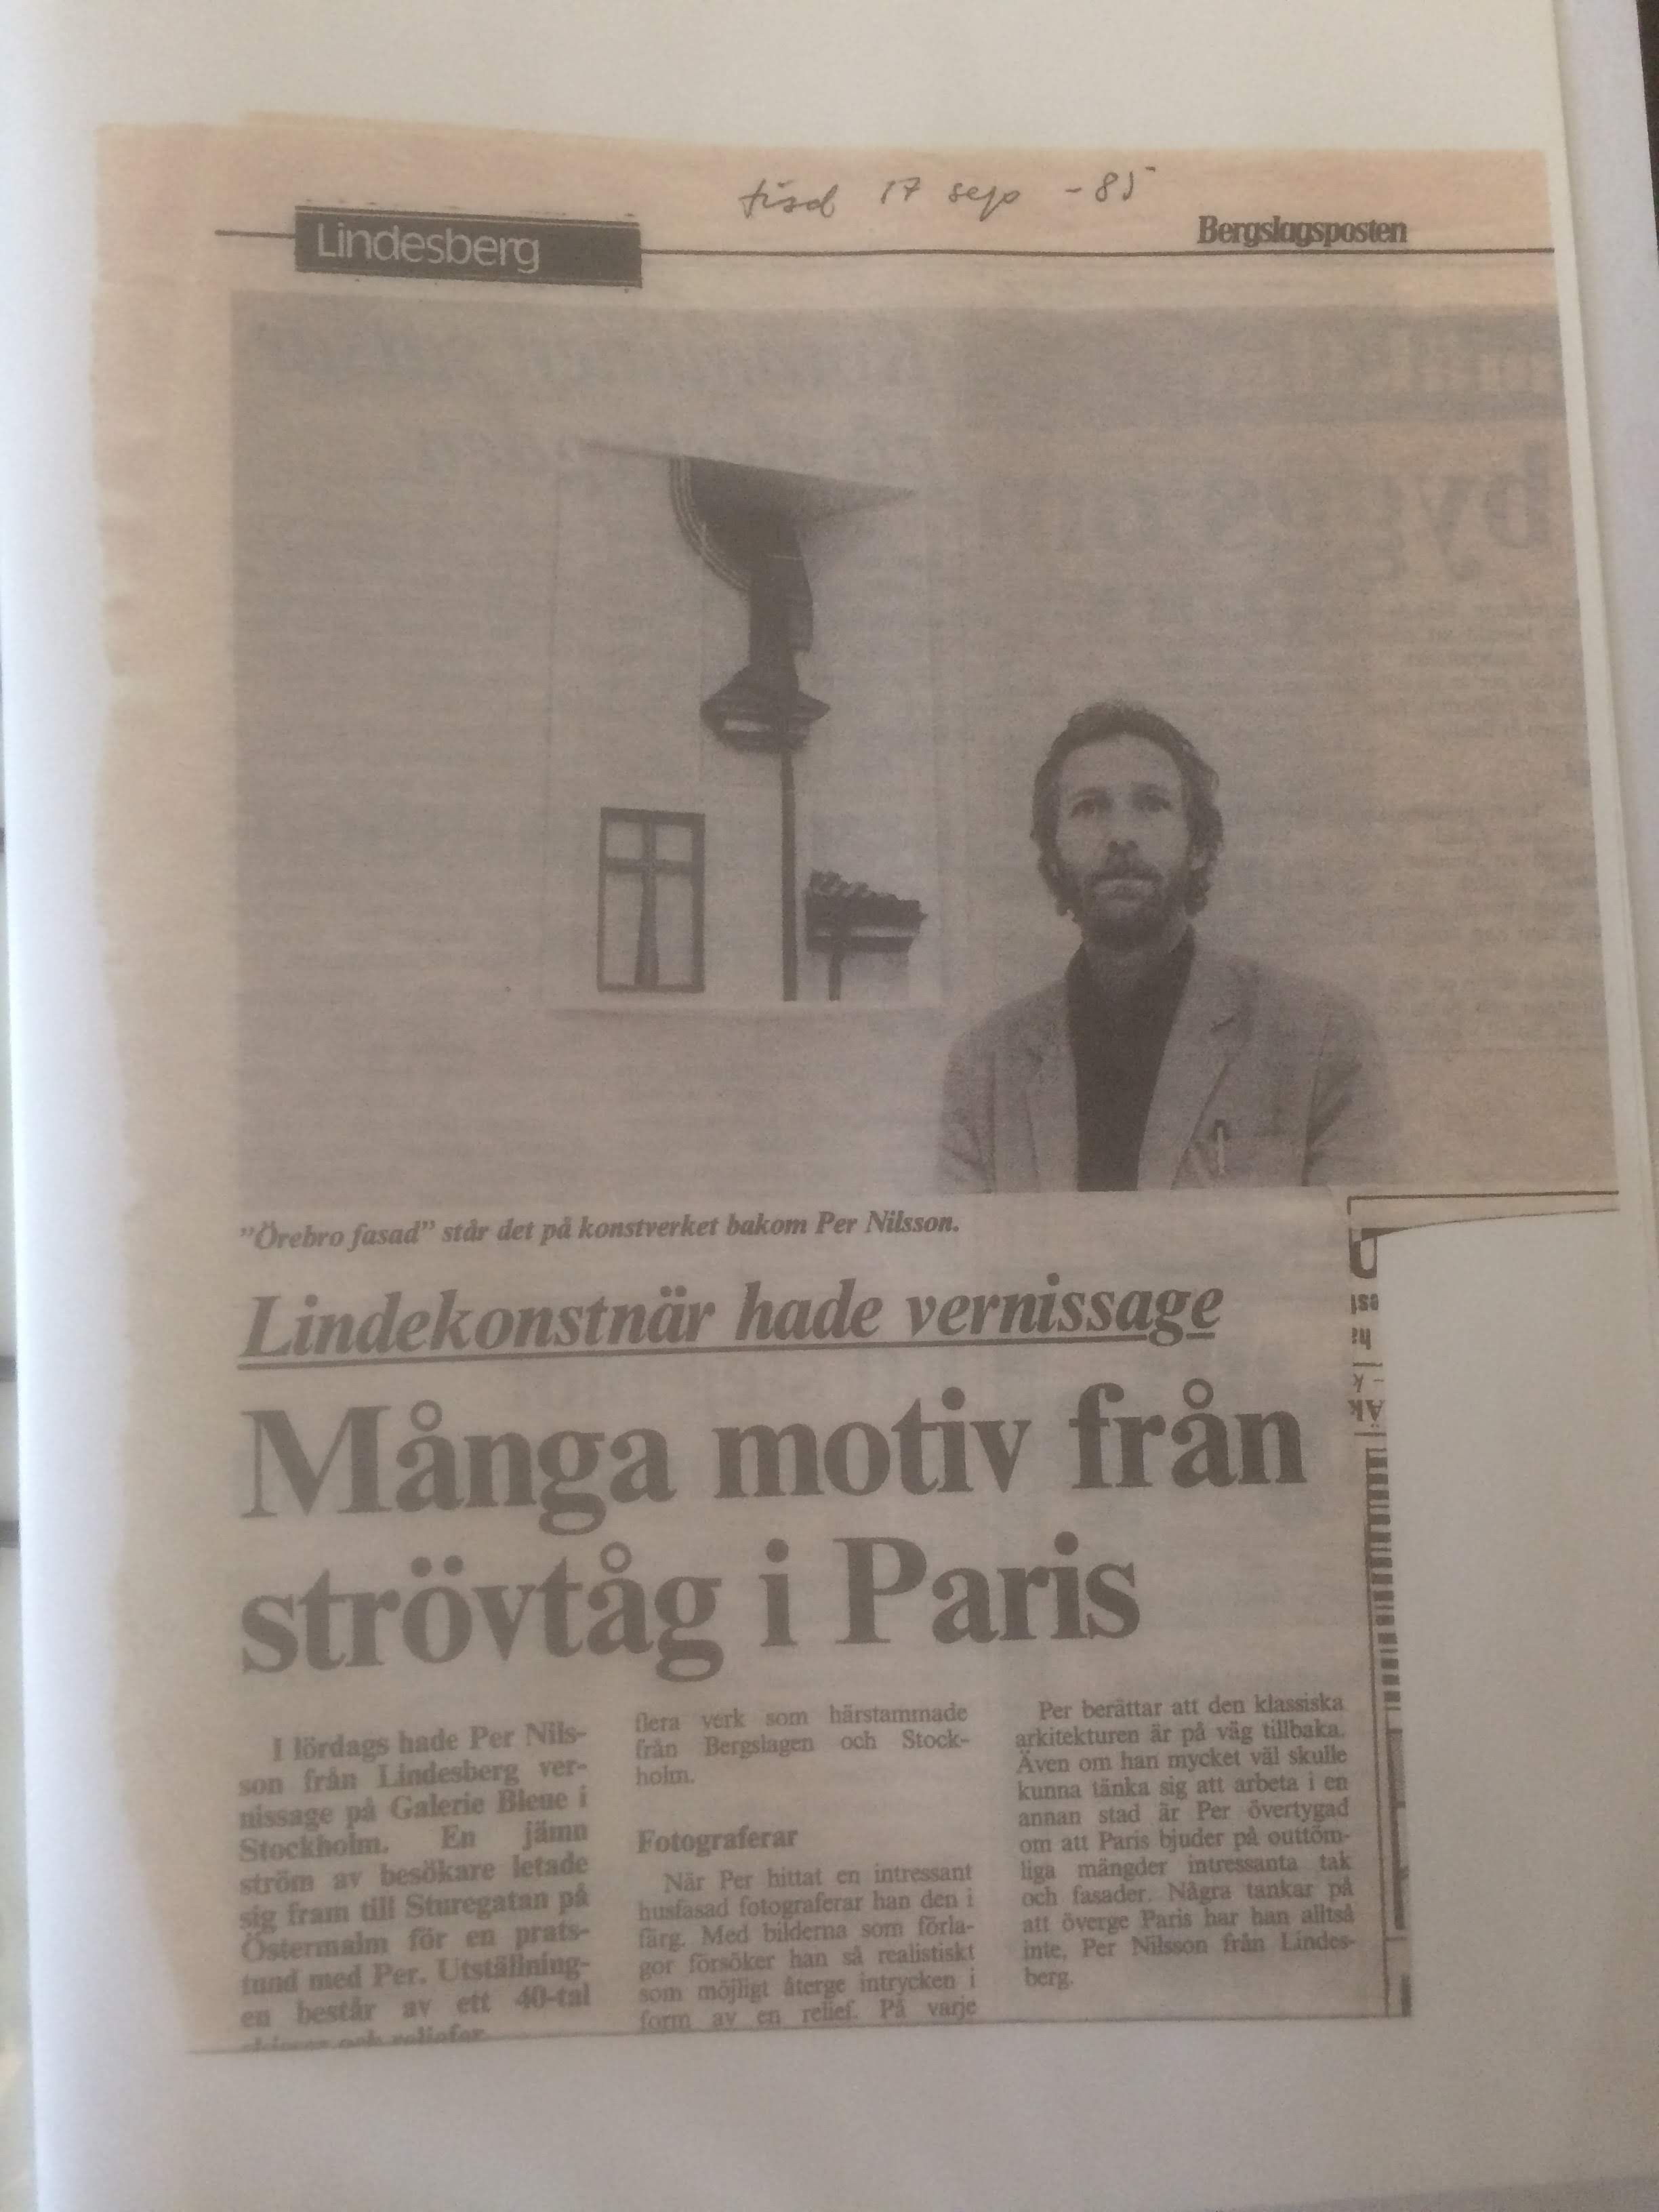 tisd 17 sep -85
Lindesberg
Bergslagsposten
"Örebro fasad" står det på konstverket bakom Per Nilsson.
Lindekonstnär hade vernissage
Många motiv från
strövtåg i Paris
I lördags hade Per Nils-
son från Lindesberg ver-
nissage på Galerie Bleue i
Stockholm. En jämn
ström av besökare letade
sig fram till Sturegatan på
Östermalm för en prats-
tund med Per. Utställning-
en består av ett 40-tal
skisser och reliefer
flera verk som härstammade
från Bergslagen och Stock-
holm.
Fotograferar
När Per hittat en intressant
husfasad fotograferar han den i
färg. Med bilderna som förla-
gor försöker han så realistiskt
som möjligt återge intrycken i
form av en relief. På varje
Per berättar att den klassiska
arkitekturen är på väg tillbaka.
Även om han mycket väl skulle
kunna tänka sig att arbeta i en
annan stad är Per övertygad
om att Paris bjuder på outtöm-
liga mängder intressanta tak
och fasader. Några tankar på
att överge Paris har han alltså
inte, Per Nilsson från Lindes-
berg.